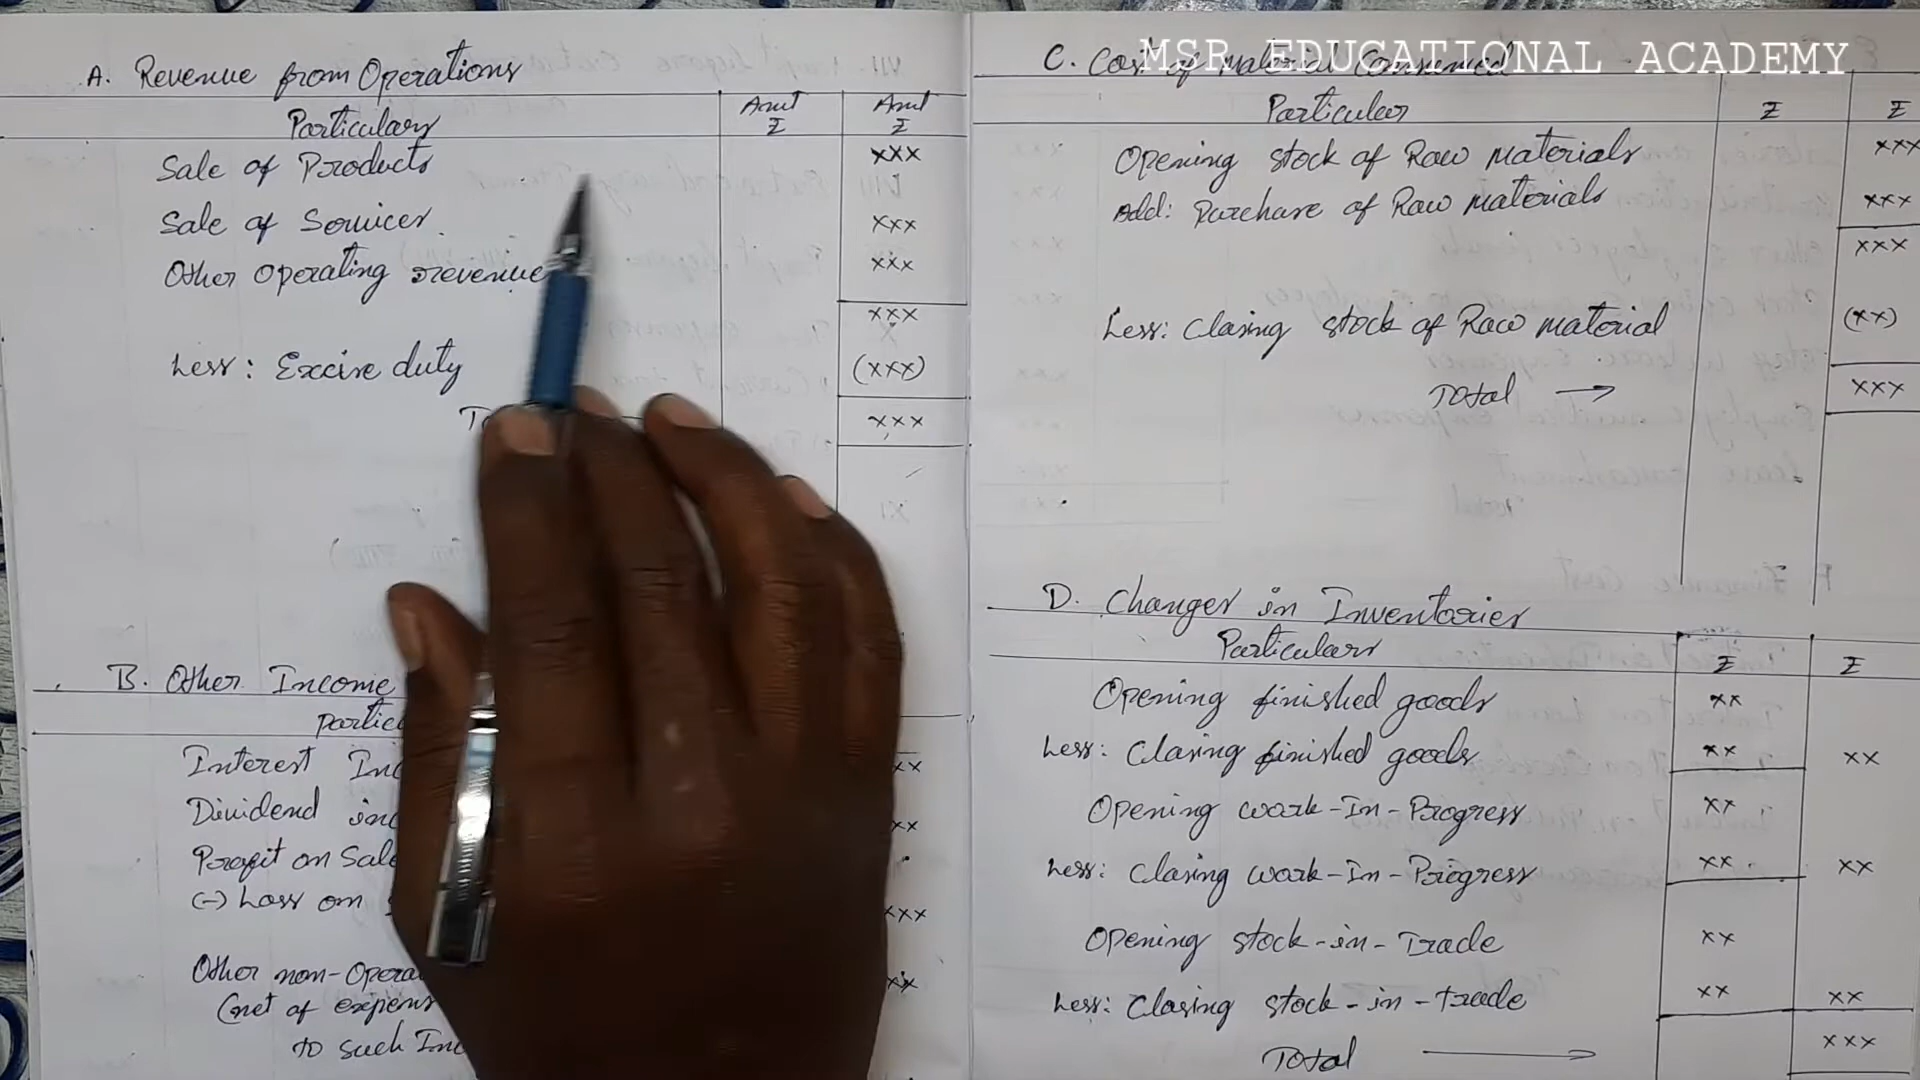 MSR EDUCATIONAL ACADEMY
A. Revenue from Operations
Particulars Amt ₹ Amt ₹
Sale of Products xxx
Sale of Services xxx
Other Operating revenue xxx
xxx
Less: Excise duty (xxx)
xxx
B. Other Income
Interest
xx
Dividend
xx
Profit on Sale
(-) Loss on
xxx
Other non-
xx
(net of
to such
C. Cost of Material Consumed
Particular ₹ ₹
Opening stock of Raw Materials xxx
Add: Purchase of Raw Materials xxx
xxx
Less: Closing stock of Raw material (xx)
Total → xxx
D. Changes in Inventories
Particulars ₹ ₹
Opening finished goods xx
Less: Closing finished goods xx xx
Opening work-In-Progress xx
Less: Closing work-In-Progress xx xx
Opening stock-in-Trade xx
Less: Closing stock-in-trade xx xx
Total → xxx